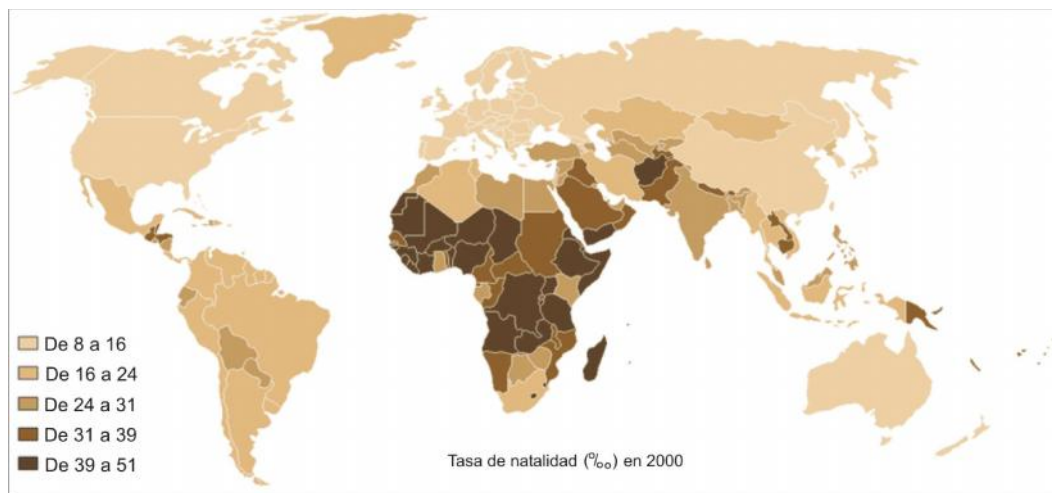 De 8 a 16
De 16 a 24
De 24 a 31
De 31 a 39
De 39 a 51
Tasa de natalidad (‰) en 2000